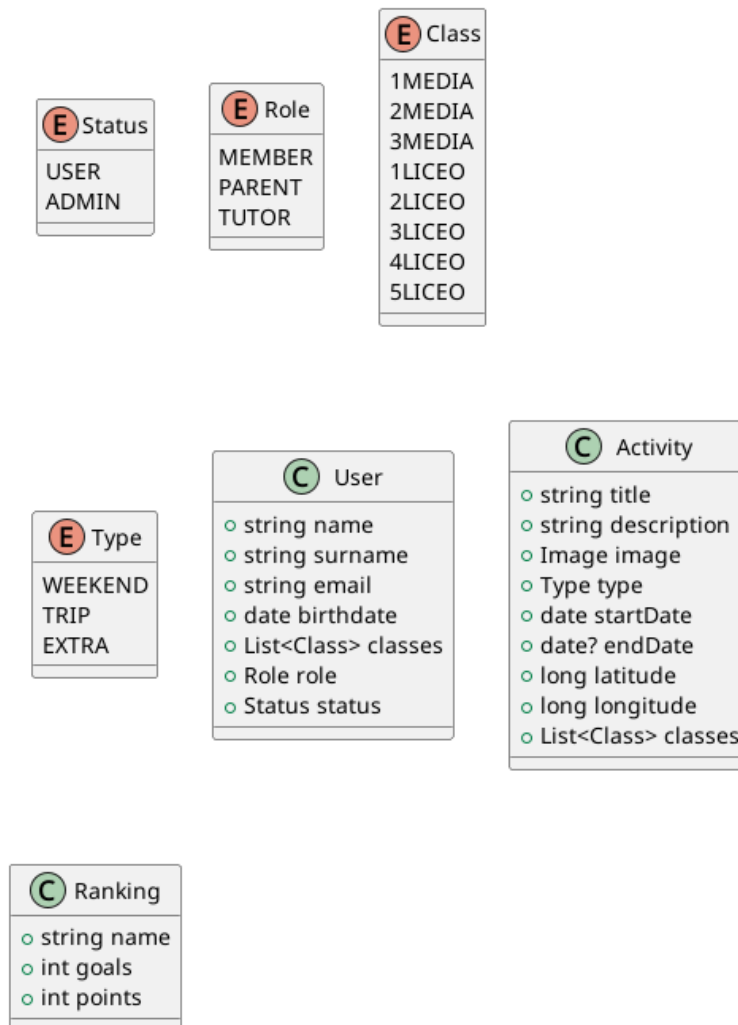 E Class
1MEDIA
2MEDIA
3MEDIA
1LICEO
2LICEO
3LICEO
4LICEO
5LICEO
E Role
MEMBER
PARENT
TUTOR
E Status
USER
ADMIN
E Type
WEEKEND
TRIP
EXTRA
C User
string name
string surname
string email
date birthdate
List<Class> classes
Role role
Status status
C Activity
string title
string description
Image image
Type type
date startDate
date? endDate
long latitude
long longitude
List<Class> classes
C Ranking
string name
int goals
int points